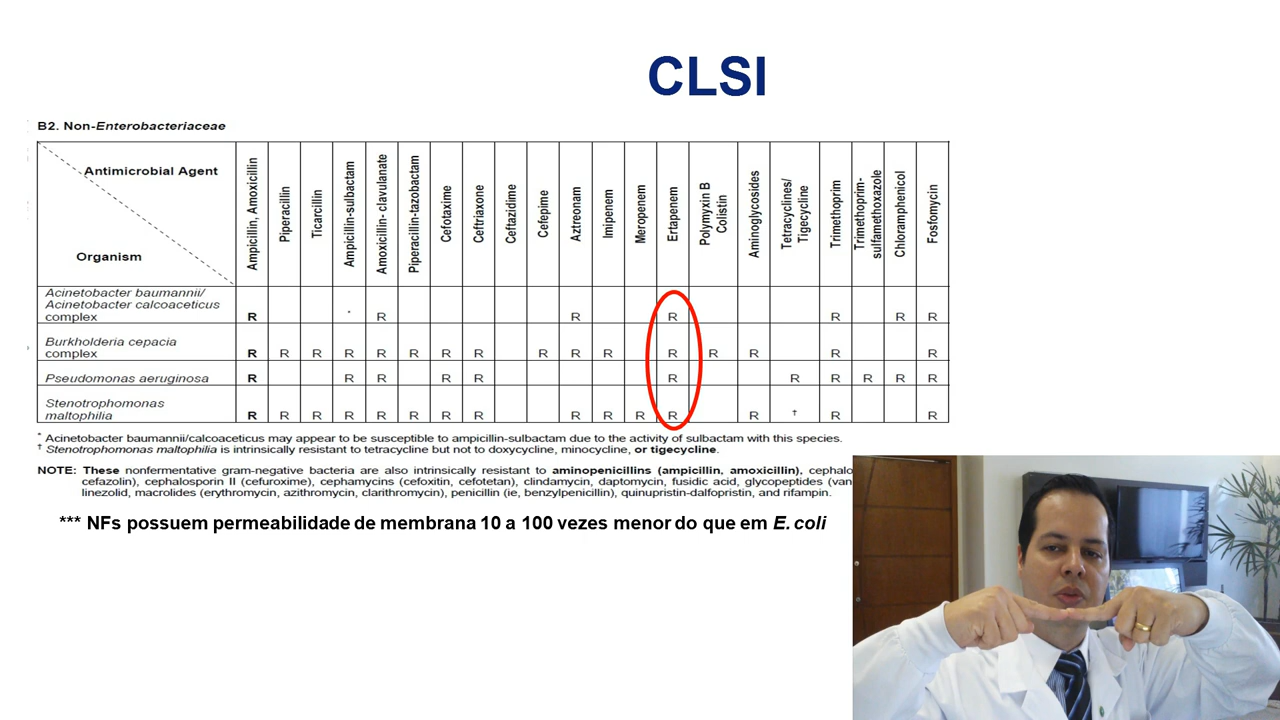 CLSI
B2. Non-Enterobacteriaceae
Antimicrobial Agent
Organism
Ampicillin, Amoxicillin
Piperacillin
Ticarcillin
Ampicillin-sulbactam
Amoxicillin- clavulanate
Piperacillin-tazobactam
Cefotaxime
Ceftriaxone
Ceftazidime
Cefepime
Aztreonam
Imipenem
Meropenem
Ertapenem
Polymyxin B
Colistin
Aminoglycosides
Tetracyclines/
Tigecycline
Trimethoprim
Trimethoprim-
sulfamethoxazole
Chloramphenicol
Fosfomycin
Acinetobacter baumannii/
Acinetobacter calcoaceticus
complex R * R R R R R R
Burkholderia cepacia
complex R R R R R R R R R R R R R R R R
Pseudomonas aeruginosa R R R R R R R R R R R
Stenotrophomonas
maltophilia R R R R R R R R R R R R R † R R
* Acinetobacter baumannii/calcoaceticus may appear to be susceptible to ampicillin-sulbactam due to the activity of sulbactam with this species.
† Stenotrophomonas maltophilia is intrinsically resistant to tetracycline but not to doxycycline, minocycline, or tigecycline.
NOTE: These nonfermentative gram-negative bacteria are also intrinsically resistant to aminopenicillins (ampicillin, amoxicillin), cephalo
cefazolin), cephalosporin II (cefuroxime), cephamycins (cefoxitin, cefotetan), clindamycin, daptomycin, fusidic acid, glycopeptides (van
linezolid, macrolides (erythromycin, azithromycin, clarithromycin), penicillin (ie, benzylpenicillin), quinupristin-dalfopristin, and rifampin.
*** NFs possuem permeabilidade de membrana 10 a 100 vezes menor do que em E. coli